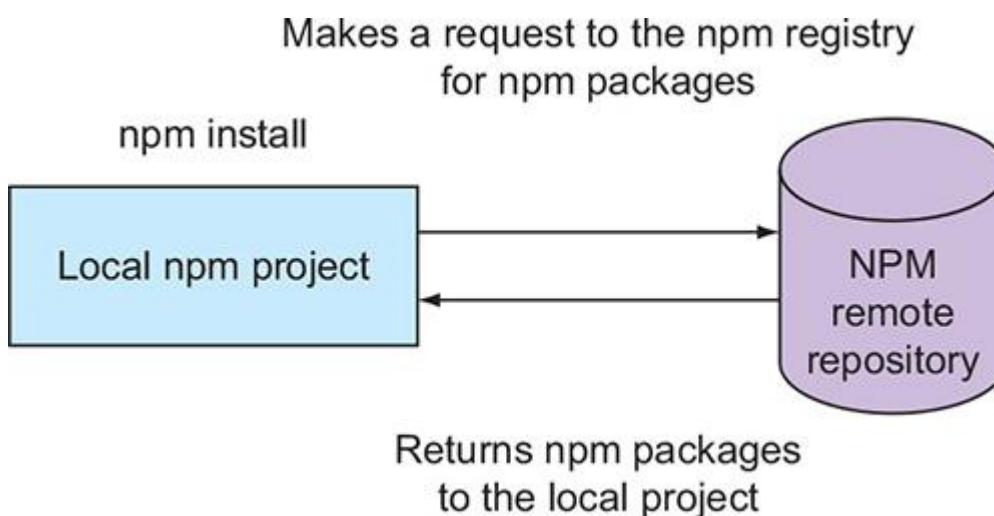 Makes a request to the npm registry
for npm packages
npm install
Local npm project
NPM
remote
repository
Returns npm packages
to the local project